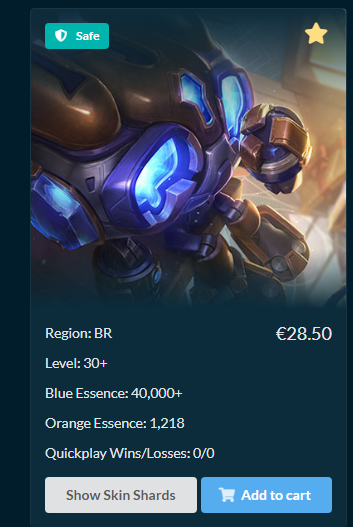 Safe
Region: BR
€28.50
Level: 30+
Blue Essence: 40,000+
Orange Essence: 1,218
Quickplay Wins/Losses: 0/0
Show Skin Shards
Add to cart